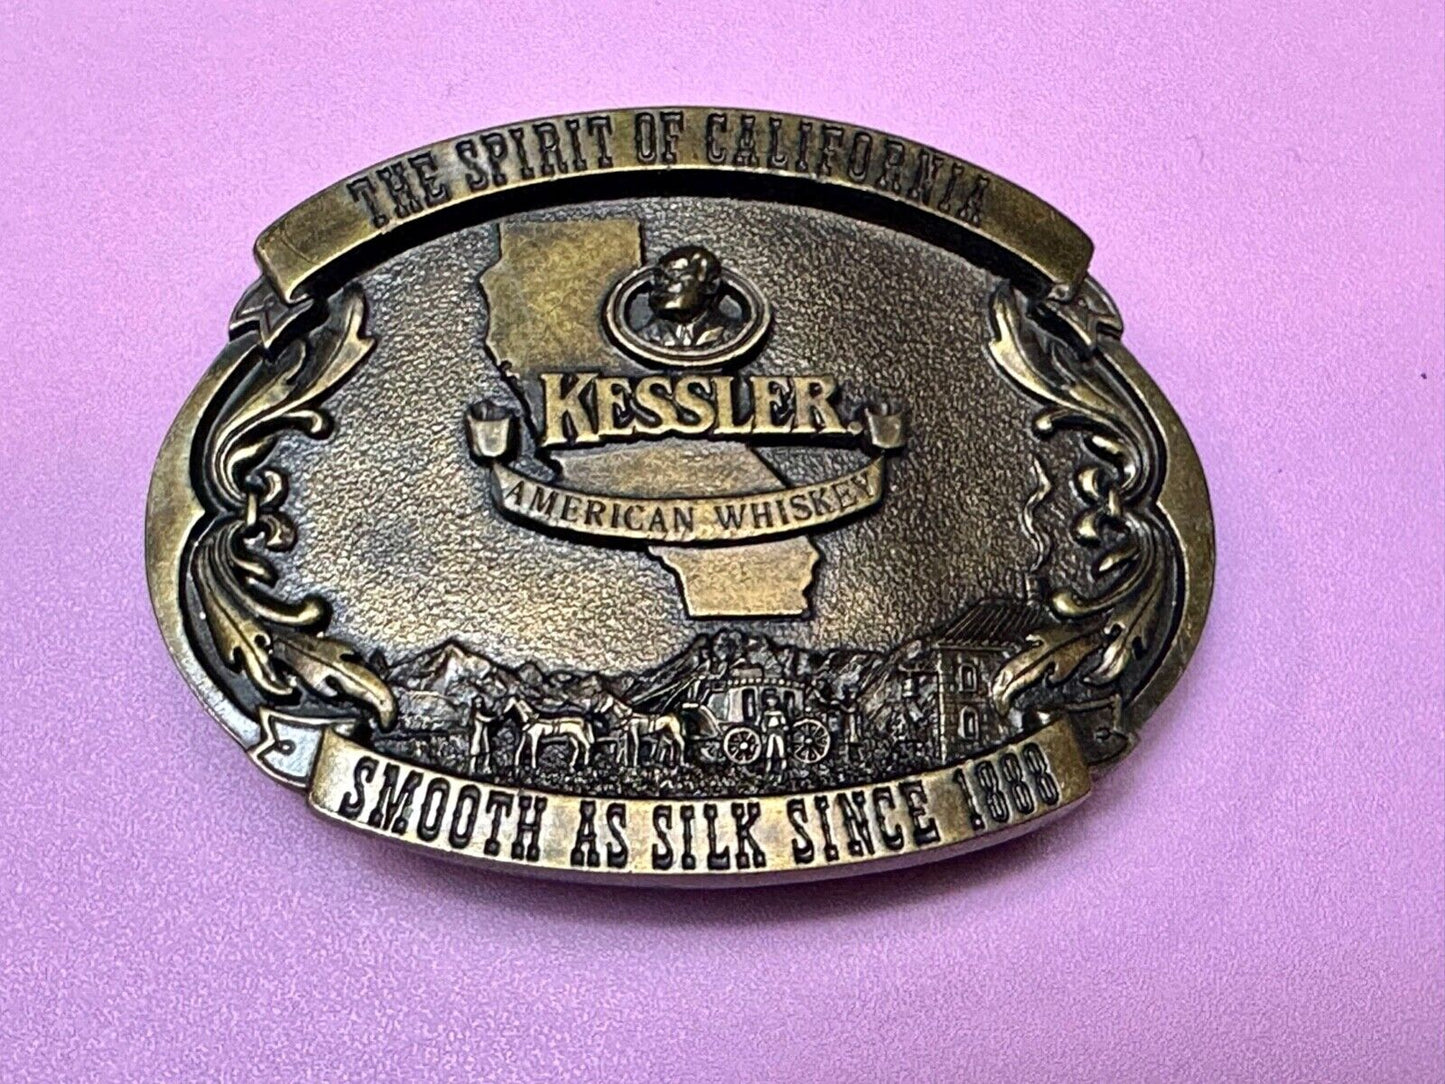 THE SPIRIT OF CALIFORNIA
KESSLER.
AMERICAN WHISKEY
SMOOTH AS SILK SINCE 1888